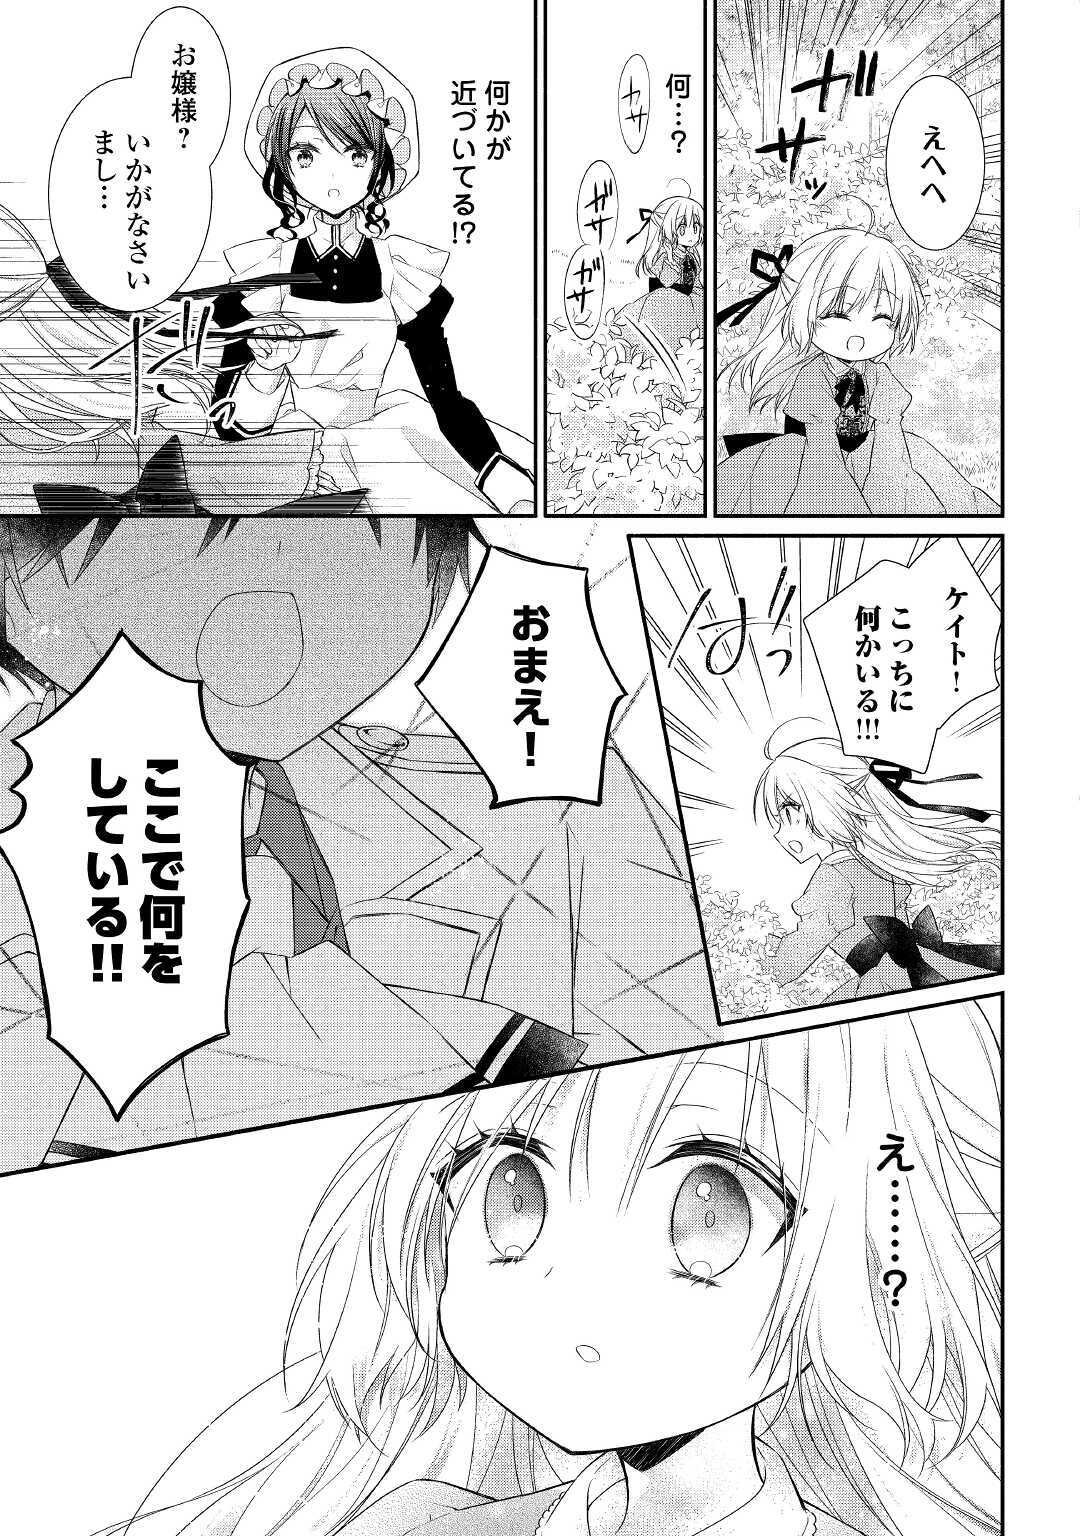 えへへ
ガサ
ガサッ
何…?
カサ
ガサ
ガサ
何かが
近づいてる!?
お嬢様?
いかがなさい
まし…
ケイト!
こっちに
何かいる!!!
おまえ!
ここで何を
している!!
え………?